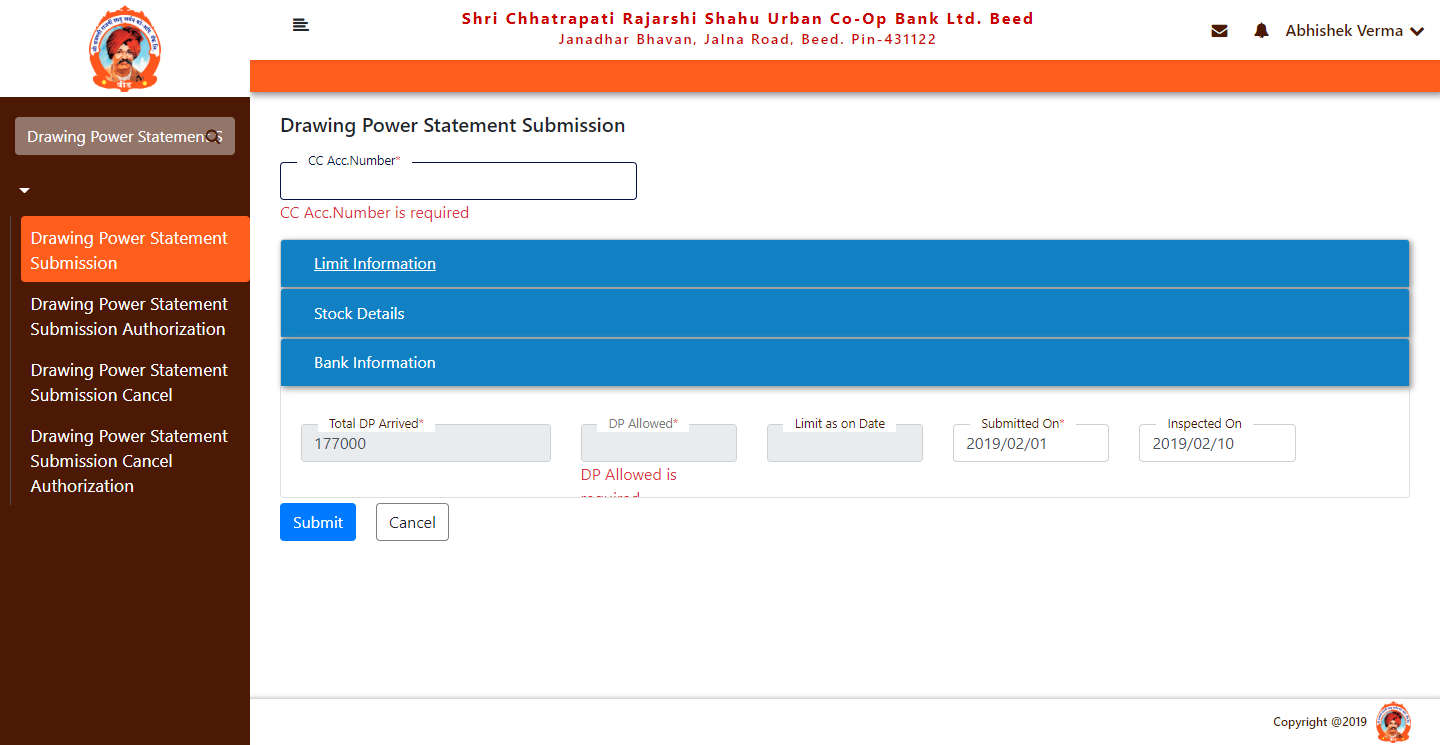 Shri Chhatrapati Rajarshi Shahu Urban Co-Op Bank Ltd. Beed
Janadhar Bhavan, Jalna Road, Beed. Pin-431122
Abhishek Verma
बीड
Drawing Power Statement
Drawing Power Statement Submission
CC Acc.Number*
CC Acc.Number is required
Drawing Power Statement
Submission
Drawing Power Statement
Submission Authorization
Drawing Power Statement
Submission Cancel
Drawing Power Statement
Submission Cancel
Authorization
Limit Information
Stock Details
Bank Information
Total DP Arrived*
177000
DP Allowed*
DP Allowed is
required
Limit as on Date
Submitted On*
2019/02/01
Inspected On
2019/02/10
Submit
Cancel
Copyright @2019